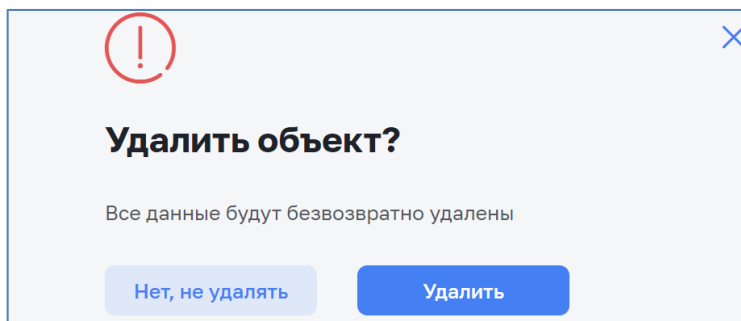 Удалить объект?
Все данные будут безвозвратно удалены
Нет, не удалять
Удалить